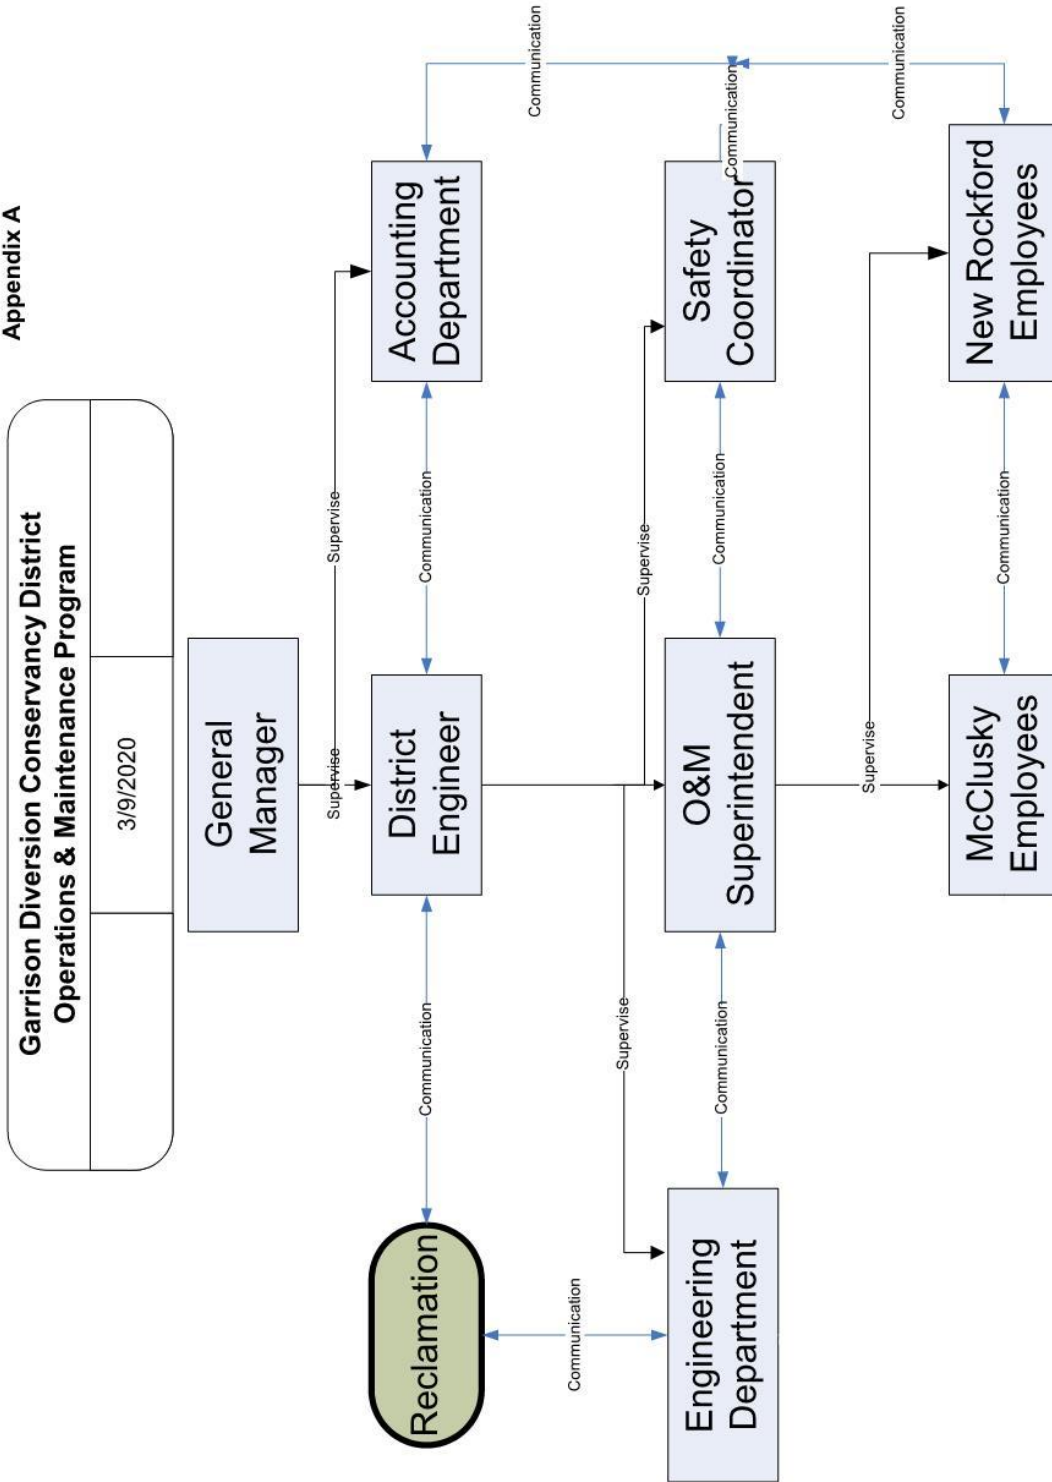 Appendix A
Garrison Diversion Conservancy District
Operations & Maintenance Program
3/9/2020
General
Manager
Supervise
Supervise
Reclamation
Communication
District
Engineer
Communication
Accounting
Department
Communication
Communication
Supervise
Supervise
Engineering
Department
Communication
O&M
Superintendent
Communication
Safety
Coordinator
Communication
Communication
Supervise
McClusky
Employees
Communication
New Rockford
Employees